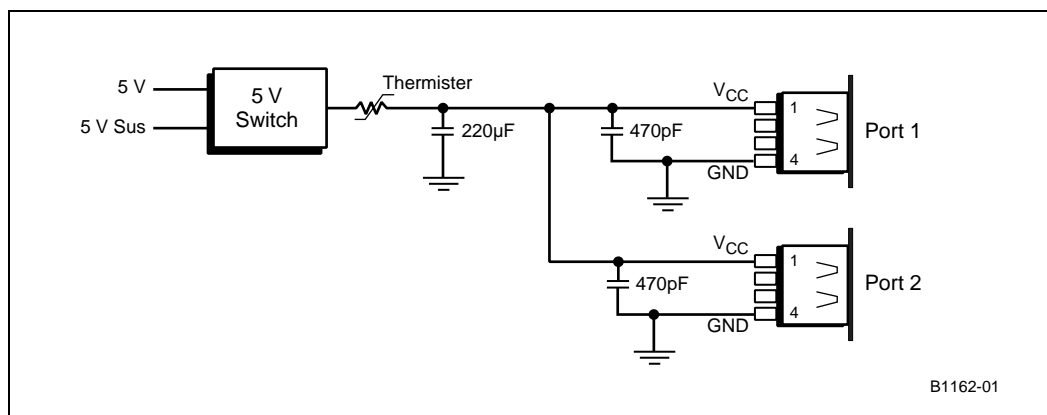 5 V
5 V Sus
5 V
Switch
Thermister
220µF
470pF
VCC
GND
1
4
Port 1
470pF
VCC
GND
1
4
Port 2
B1162-01